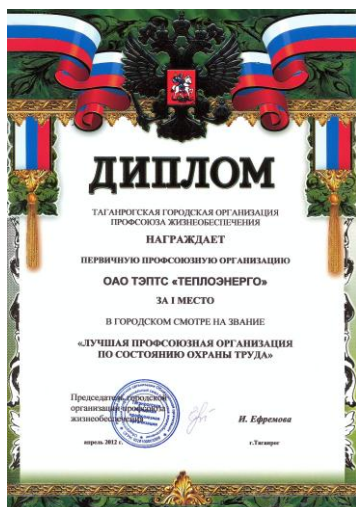 ДИПЛОМ
ТАГАНРОГСКАЯ ГОРОДСКАЯ ОРГАНИЗАЦИЯ
ПРОФСОЮЗА ЖИЗНЕОБЕСПЕЧЕНИЯ
НАГРАЖДАЕТ
ПЕРВИЧНУЮ ПРОФСОЮЗНУЮ ОРГАНИЗАЦИЮ
ОАО ТЭПТС «ТЕПЛОЭНЕРГО»
ЗА I МЕСТО
В ГОРОДСКОМ СМОТРЕ НА ЗВАНИЕ
«ЛУЧШАЯ ПРОФСОЮЗНАЯ ОРГАНИЗАЦИЯ
ПО СОСТОЯНИЮ ОХРАНЫ ТРУДА»
Председатель городской
организации профсоюза
жизнеобеспечения
И. Ефремова
апрель 2012 г.
г.Таганрог